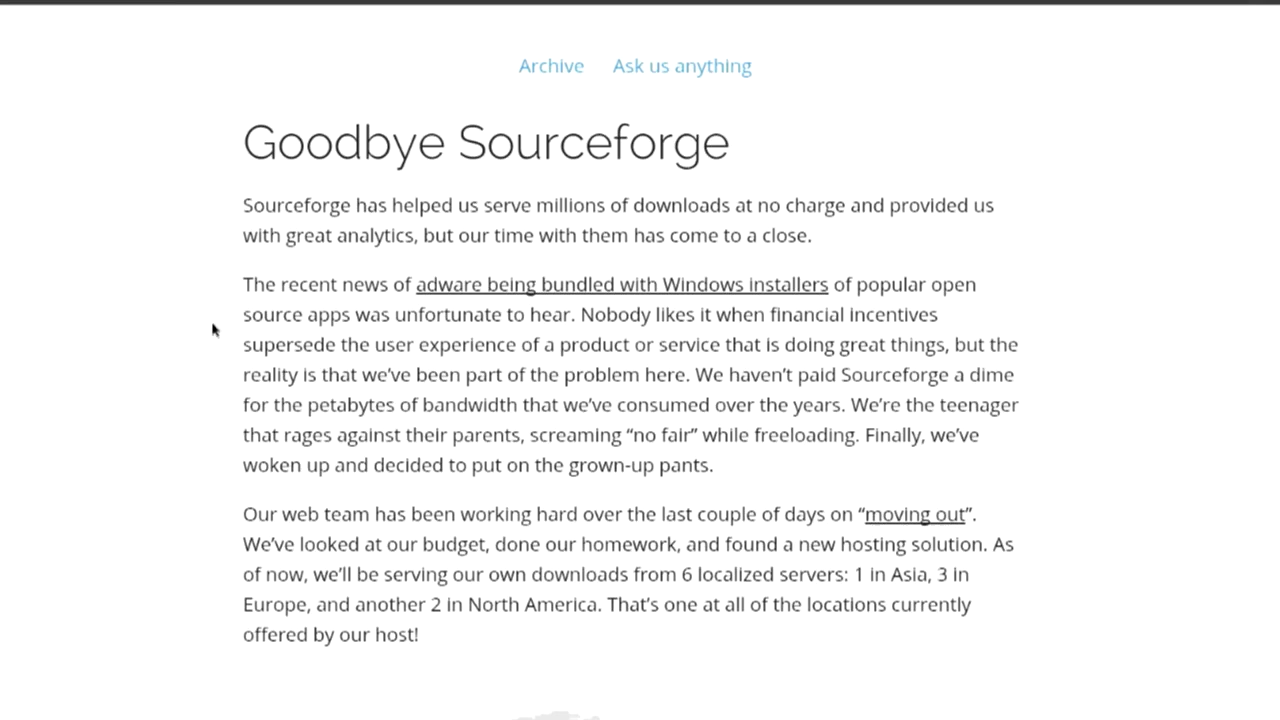 Archive Ask us anything
Goodbye Sourceforge
Sourceforge has helped us serve millions of downloads at no charge and provided us
with great analytics, but our time with them has come to a close.
The recent news of adware being bundled with Windows installers of popular open
source apps was unfortunate to hear. Nobody likes it when financial incentives
supersede the user experience of a product or service that is doing great things, but the
reality is that we’ve been part of the problem here. We haven’t paid Sourceforge a dime
for the petabytes of bandwidth that we’ve consumed over the years. We’re the teenager
that rages against their parents, screaming “no fair” while freeloading. Finally, we’ve
woken up and decided to put on the grown-up pants.
Our web team has been working hard over the last couple of days on “moving out”.
We’ve looked at our budget, done our homework, and found a new hosting solution. As
of now, we’ll be serving our own downloads from 6 localized servers: 1 in Asia, 3 in
Europe, and another 2 in North America. That’s one at all of the locations currently
offered by our host!